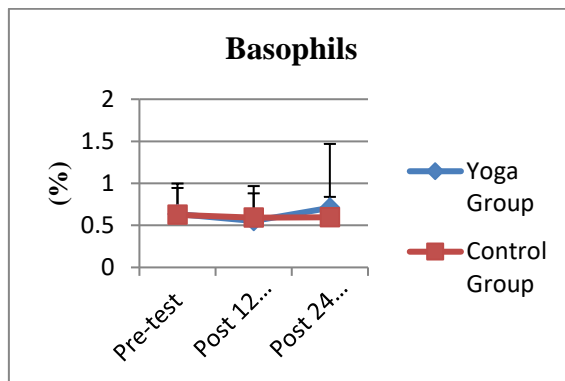 Basophils
2
1.5
1
0.5
0
(%)
Pre-test
Post 12...
Post 24...
Yoga
Group
Control
Group